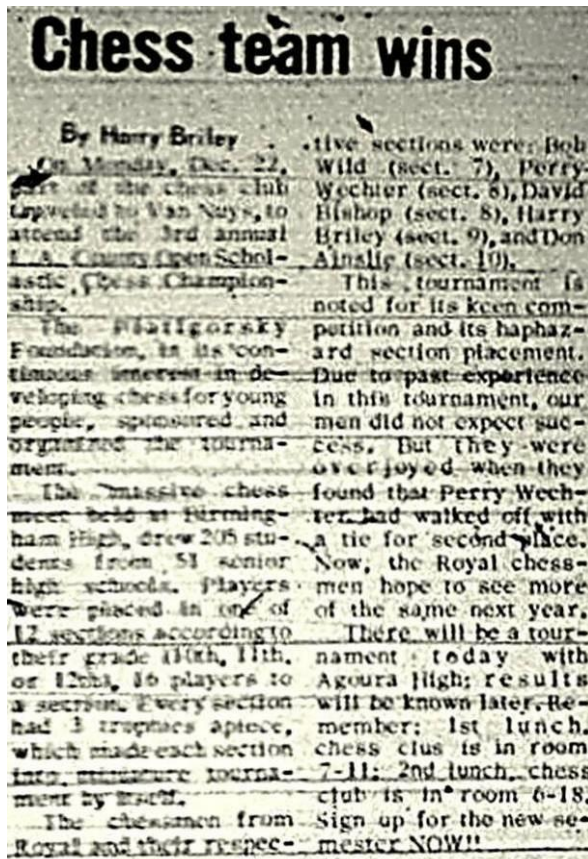 Chess team wins
By Harry Briley
On Monday, Dec. 22,
part of the chess club
traveled to Van Nuys, to
attend the 3rd annual
L.A. County Open Schol-
astic Chess Champion-
ship.
The Piatigorsky
Foundation, in its con-
tinuous interest in de-
veloping chess for young
people, sponsored and
organized the tourna-
ment.
The massive chess
meet held at Birming-
ham High, drew 205 stu-
dents from 51 senior
high schools. Players
were placed in one of
12 sections according to
their grade (10th, 11th,
or 12th), 16 players to
a section. Every section
had 3 trophies apiece,
which made each section
into miniature tourna-
ment by itself.
The chessmen from
Royal and their respec-
tive sections were: Bob
Wild (sect. 7), Perry
Wechter (sect. 8), David
Bishop (sect. 8), Harry
Briley (sect. 9), and Don
Ainslie (sect. 10).
This tournament is
noted for its keen com-
petition and its haphaz-
ard section placement.
Due to past experience
in this tournament, our
men did not expect suc-
cess. But they were
overjoyed when they
found that Perry Wech-
ter had walked off with
a tie for second place.
Now, the Royal chess-
men hope to see more
of the same next year.
There will be a tour-
nament today with
Agoura High; results
will be known later. Re-
member: 1st lunch,
chess clus is in room
7-11; 2nd lunch, chess
club is in room 6-18.
Sign up for the new se-
mester NOW!!